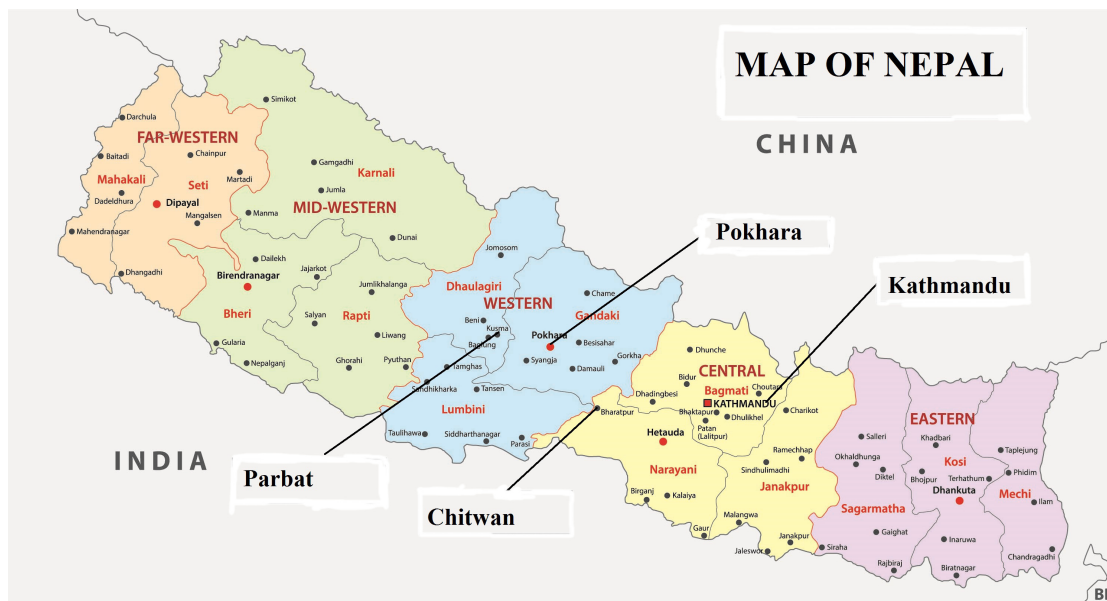 MAP OF NEPAL
CHINA
Simikot
Darchula
FAR-WESTERN
Baitadi
Chainpur
Gamgadhi
Karnali
Mahakali
Seti
Martadi
Jumla
Dadeldhura
Dipayal
MID-WESTERN
Manma
Mangalsen
Mahendranagar
Dunai
Pokhara
Jomosom
Dailekh
Birendranagar
Jajarkot
Dhangadhi
Jumlikhalanga
Dhaulagiri
Chame
Kathmandu
WESTERN
Bheri
Rapti
Salyan
Gandaki
Beni
Kusma
Liwang
Pokhara
Baglung
Besisahar
Gularia
Dhunche
Nepalganj
Ghorahi
Pyuthan
Tamghas
Syangja
Gorkha
Damauli
CENTRAL
Bidur
Bagmati
Choutara
Sandhikharka
Tansen
Dhadingbesi
KATHMANDU
Lumbini
Bharatpur
Bhaktapur
Dhulikhel
Charikot
Patan
(Lalitpur)
Taulihawa
Siddharthanagar
Parasi
Hetauda
EASTERN
Salleri
Khadbari
Taplejung
INDIA
Ramechhap
Okhaldhunga
Kosi
Parbat
Narayani
Sindhulimadhi
Diktel
Bhojpur
Terhathum
Phidim
Birganj
Kalaiya
Janakpur
Dhankuta
Mechi
Ilam
Sagarmatha
Chitwan
Malangwa
Gaur
Gaighat
Janakpur
Inaruwa
Jaleswor
Siraha
Chandragadhi
Rajbiraj
Biratnagar